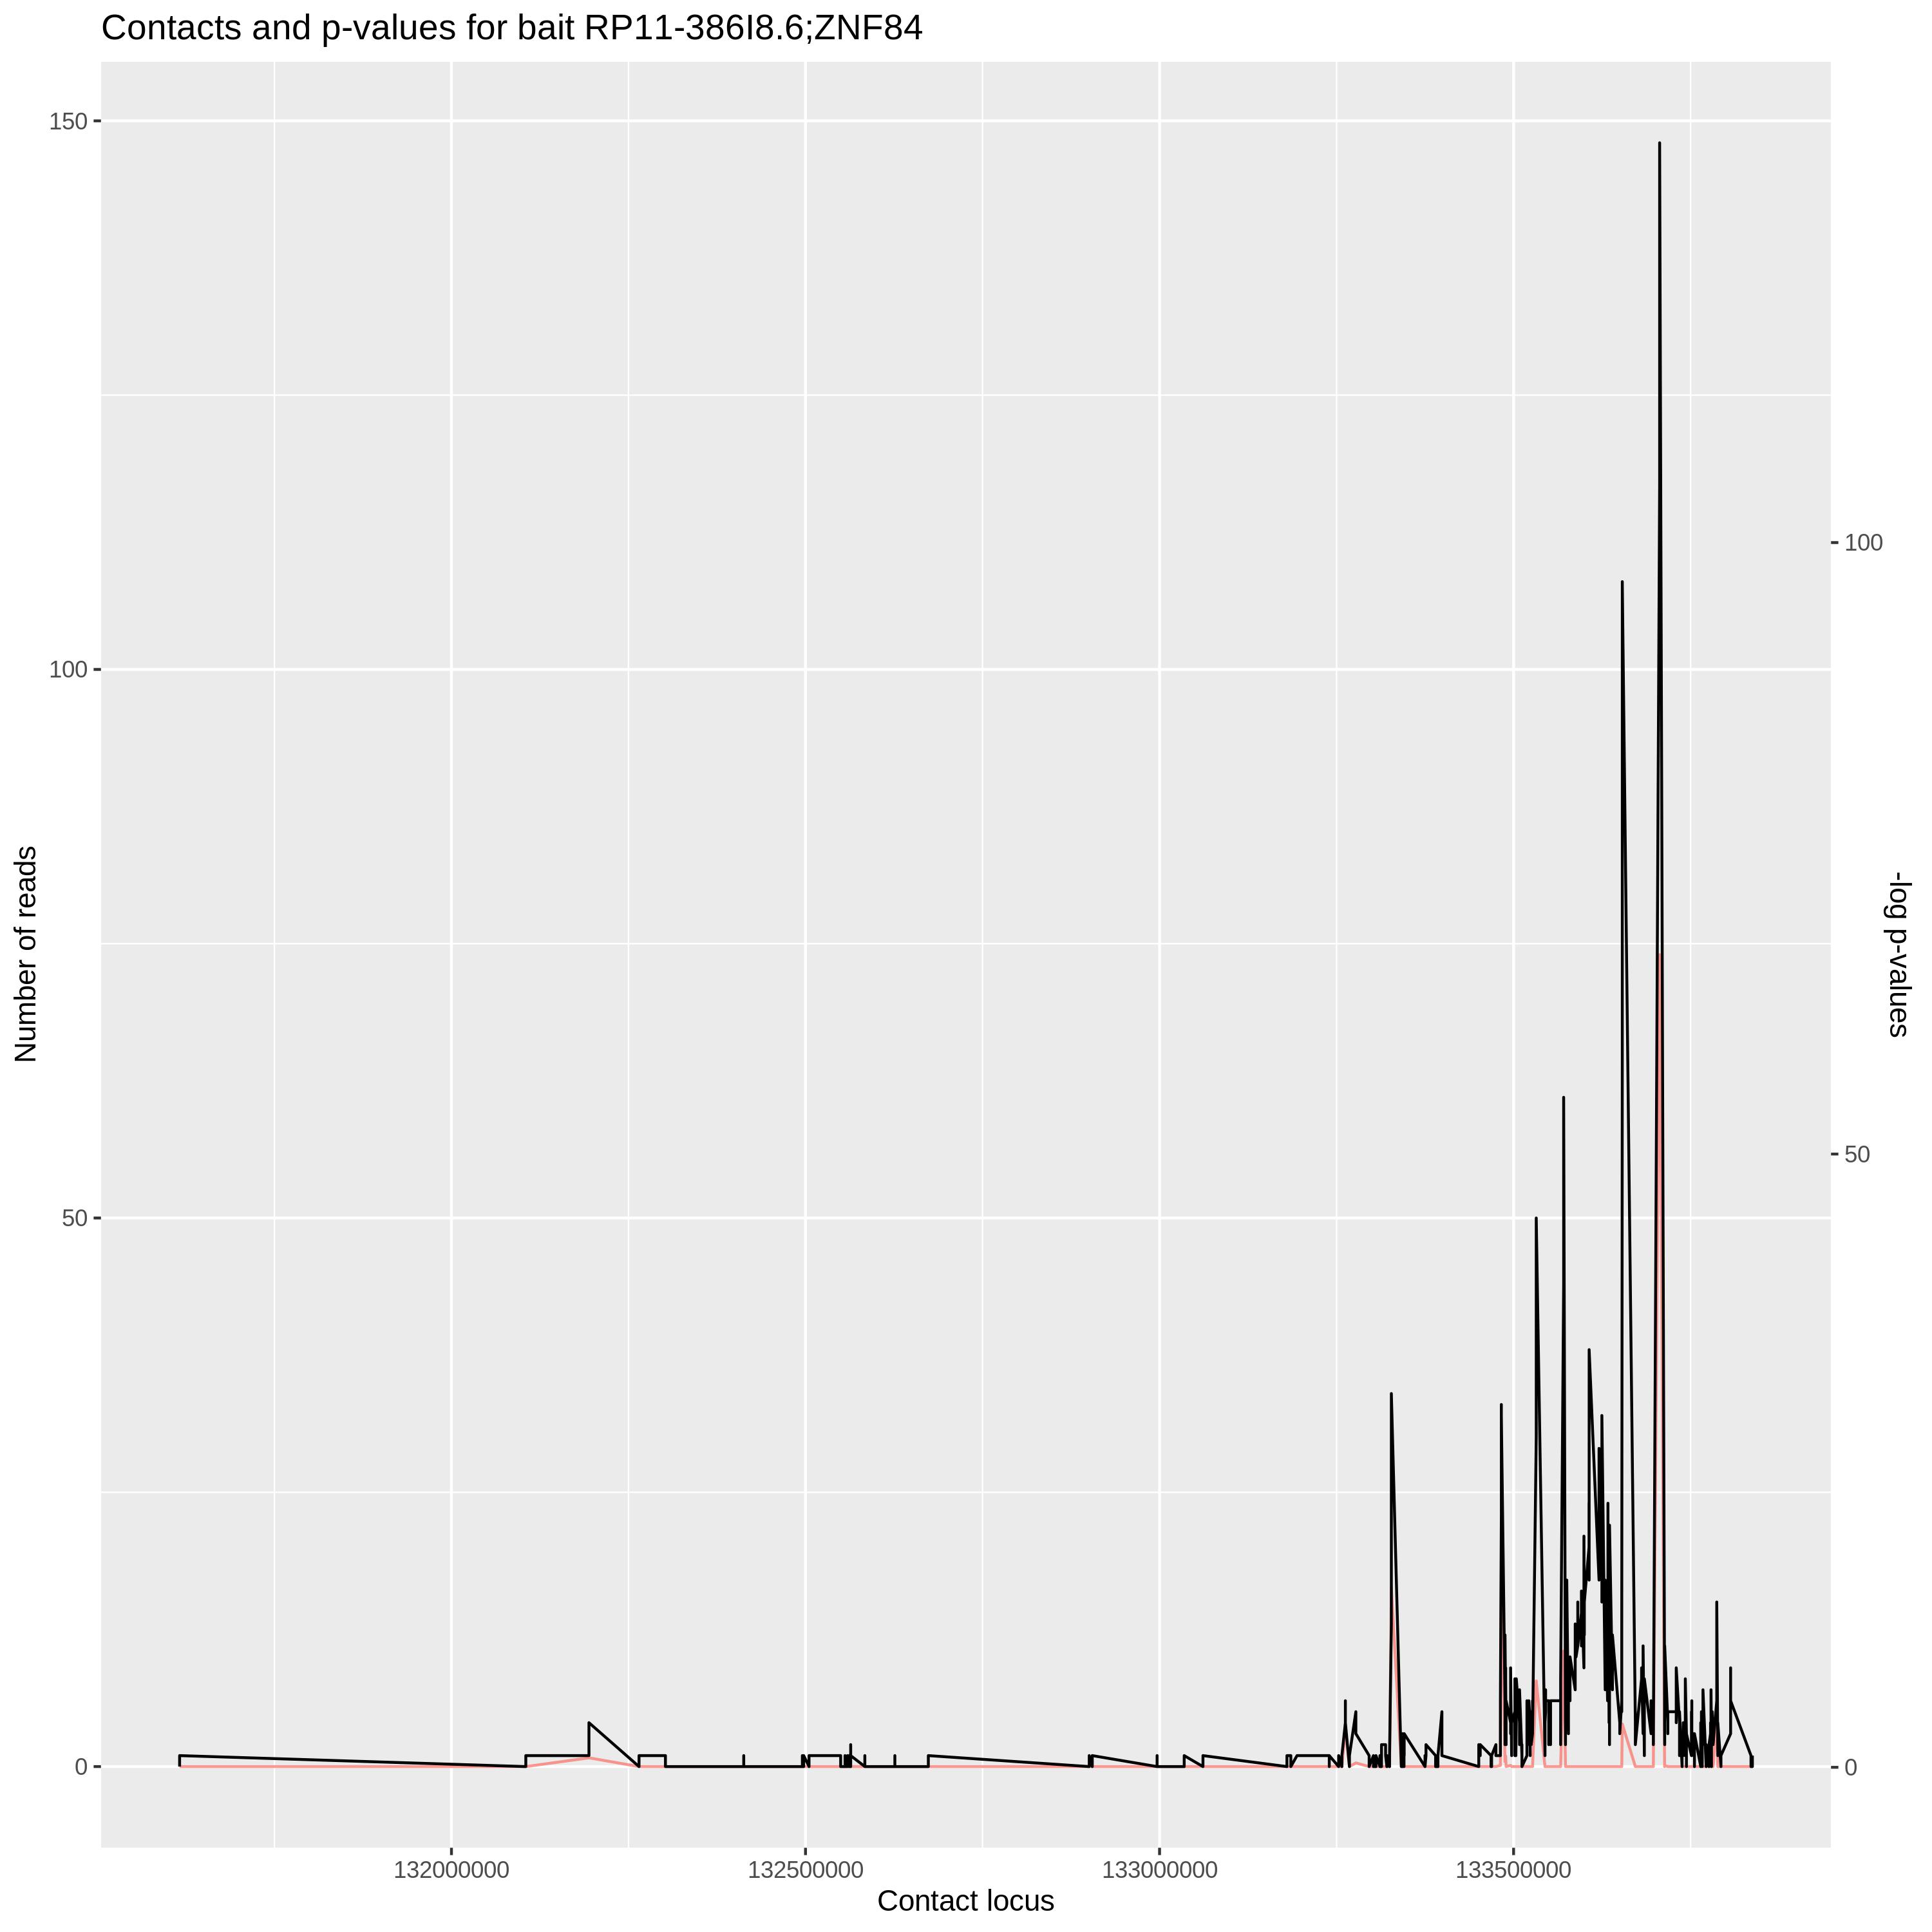 Contacts and p-values for bait RP11-386I8.6;ZNF84
150
100
50
0
Number of reads
100
50
0
-log p-values
132000000
132500000
133000000
133500000
Contact locus